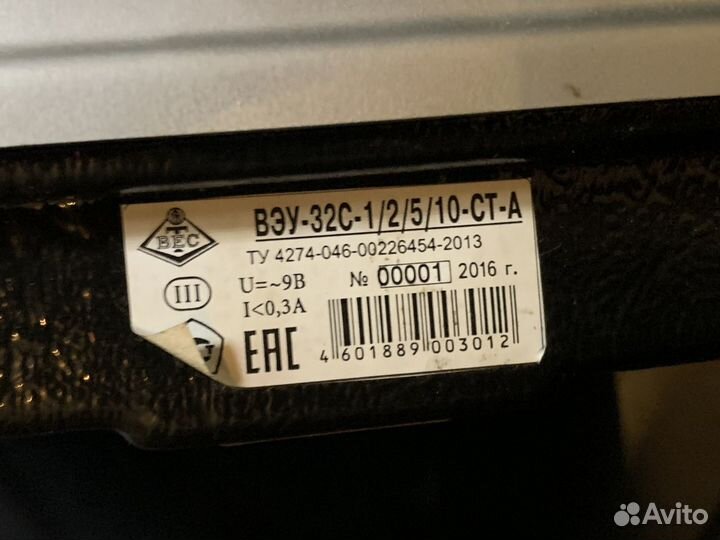 ВЭУ-32С-1/2/5/10-СТ-А
Т
ВЕС
ТУ 4274-046-00226454-2013
III
U=~9В № 00001 2016 г.
I<0,3А
EAC
4 601889 003012
Avito